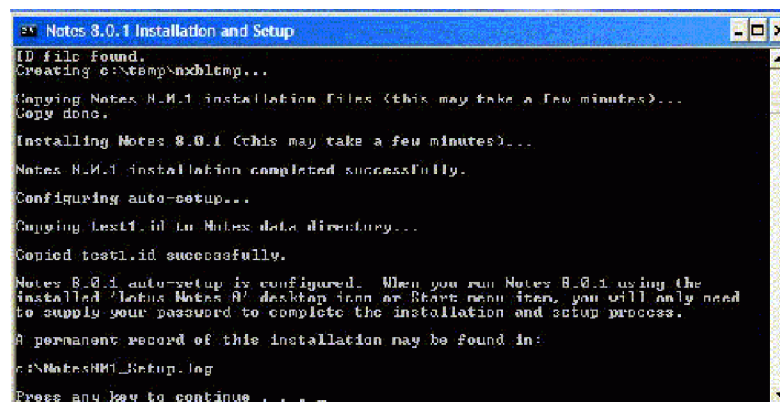 Notes 8.0.1 Installation and Setup
ID file found.
Creating c:\temp\nxbltmp...
Copying Notes 8.0.1 installation files (this may take a few minutes)...
Copy done.
Installing Notes 8.0.1 (this may take a few minutes)...
Notes 8.0.1 installation completed successfully.
Configuring auto-setup...
Copying test1.id to Notes data directory...
Copied test1.id successfully.
Notes 8.0.1 auto-setup is configured.  When you run Notes 8.0.1 using the
installed 'Lotus Notes 8' desktop icon or Start menu item, you will only need
to supply your password to complete the installation and setup process.
A permanent record of this installation may be found in:
c:\Notes801_Setup.log
Press any key to continue . . . _